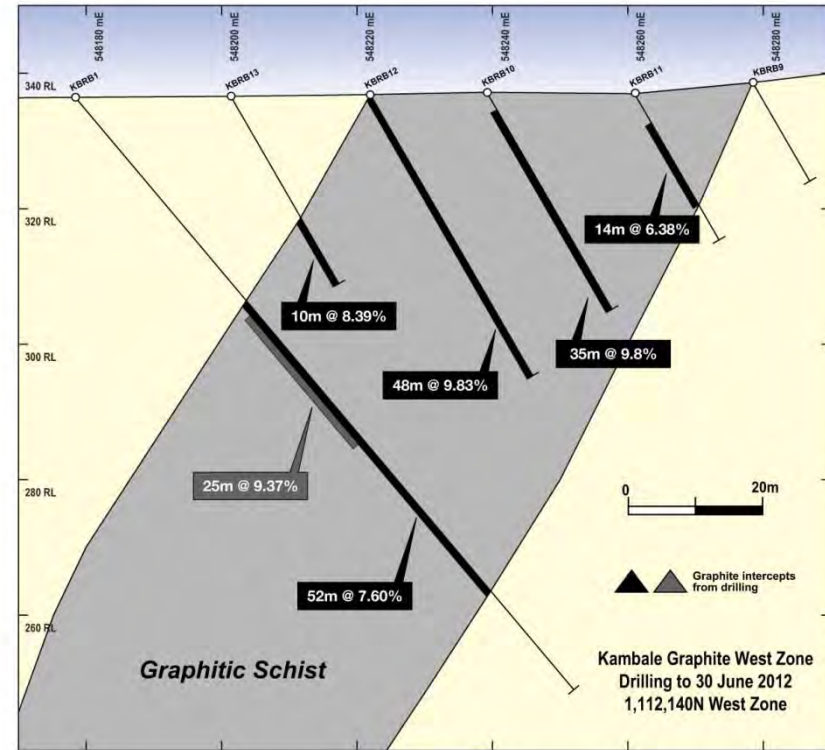 548180 mE
548200 mE
548220 mE
548240 mE
548260 mE
548280 mE
340 RL
KBRB1
KBRB13
KBRB12
KBRB10
KBRB11
KBRB9
320 RL
14m @ 6.38%
10m @ 8.39%
300 RL
35m @ 9.8%
48m @ 9.83%
25m @ 9.37%
280 RL
0
20m
Graphite intercepts
from drilling
52m @ 7.60%
260 RL
Graphitic Schist
Kambale Graphite West Zone
Drilling to 30 June 2012
1,112,140N West Zone